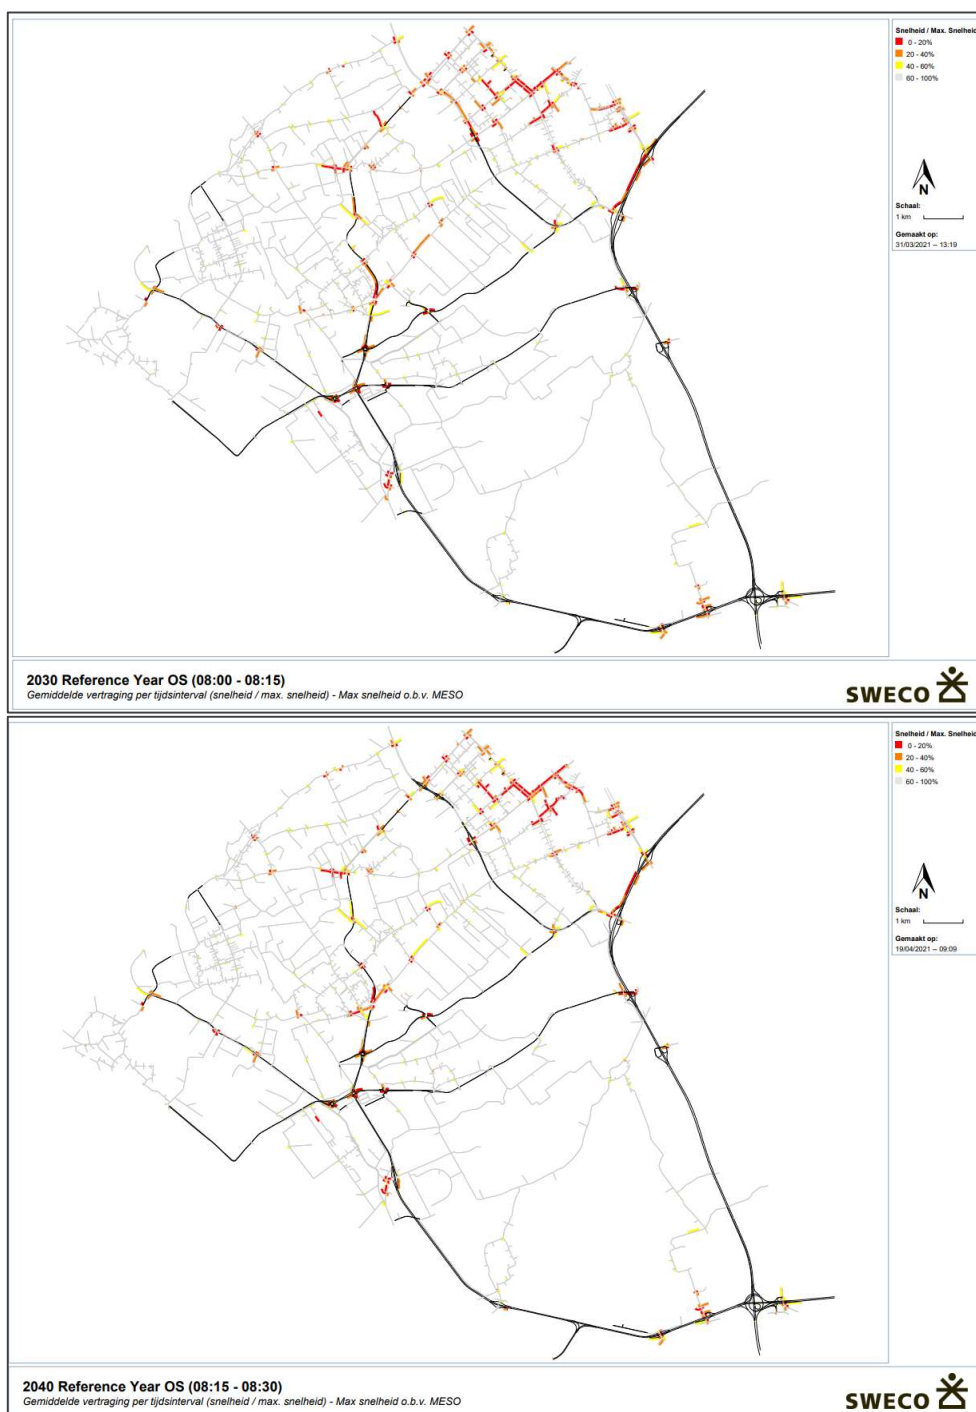 Snelheid / Max. Snelheid
0 - 20%
20 - 40%
40 - 60%
60 - 100%
N
Schaal:
1 km
Gemaakt op:
31/03/2021 – 13:19
2030 Reference Year OS (08:00 - 08:15)
Gemiddelde vertraging per tijdsinterval (snelheid / max. snelheid) - Max snelheid o.b.v. MESO
SWECO
Snelheid / Max. Snelheid
0 - 20%
20 - 40%
40 - 60%
60 - 100%
N
Schaal:
1 km
Gemaakt op:
19/04/2021 – 09:09
2040 Reference Year OS (08:15 - 08:30)
Gemiddelde vertraging per tijdsinterval (snelheid / max. snelheid) - Max snelheid o.b.v. MESO
SWECO